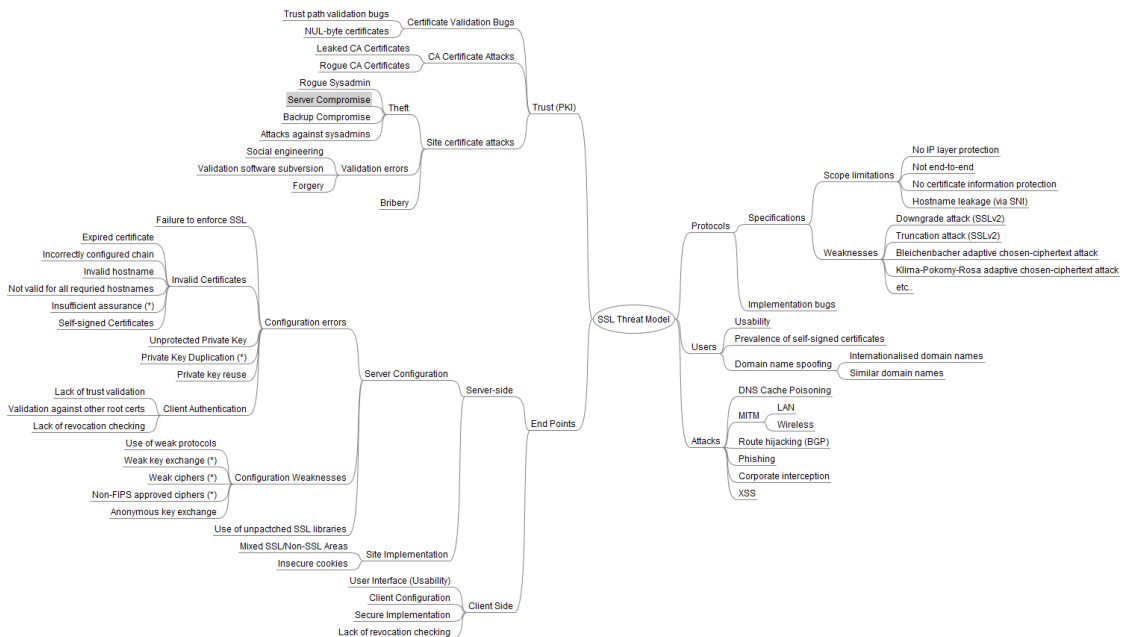 Trust path validation bugs
NUL-byte certificates
Certificate Validation Bugs
Leaked CA Certificates
Rogue CA Certificates
CA Certificate Attacks
Rogue Sysadmin
Server Compromise
Backup Compromise
Attacks against sysadmins
Theft
Social engineering
Validation software subversion
Forgery
Validation errors
Bribery
Site certificate attacks
Trust (PKI)
Failure to enforce SSL
Expired certificate
Incorrectly configured chain
Invalid hostname
Not valid for all requried hostnames
Insufficient assurance (*)
Self-signed Certificates
Invalid Certificates
Unprotected Private Key
Private Key Duplication (*)
Private key reuse
Lack of trust validation
Validation against other root certs
Lack of revocation checking
Client Authentication
Configuration errors
Use of weak protocols
Weak key exchange (*)
Weak ciphers (*)
Non-FIPS approved ciphers (*)
Anonymous key exchange
Configuration Weaknesses
Use of unpactched SSL libraries
Server Configuration
Mixed SSL/Non-SSL Areas
Insecure cookies
Site Implementation
Server-side
User Interface (Usability)
Client Configuration
Secure Implementation
Lack of revocation checking
Client Side
End Points
SSL Threat Model
Protocols
Specifications
Scope limitations
No IP layer protection
Not end-to-end
No certificate information protection
Hostname leakage (via SNI)
Weaknesses
Downgrade attack (SSLv2)
Truncation attack (SSLv2)
Bleichenbacher adaptive chosen-ciphertext attack
Klima-Pokorny-Rosa adaptive chosen-ciphertext attack
etc..
Implementation bugs
Users
Usability
Prevalence of self-signed certificates
Domain name spoofing
Internationalised domain names
Similar domain names
Attacks
DNS Cache Poisoning
MITM
LAN
Wireless
Route hijacking (BGP)
Phishing
Corporate interception
XSS